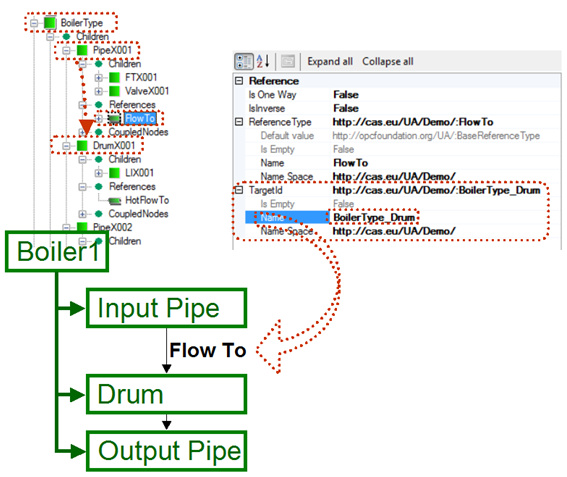 BoilerType
Children
PipeX001
Children
FTX001
ValveX001
References
FlowTo
CoupledNodes
DrumX001
Children
LIX001
References
HotFlowTo
CoupledNodes
PipeX002
Children
Expand all Collapse all
Reference
Is One Way False
IsInverse False
ReferenceType http://cas.eu/UA/Demo/:FlowTo
Default value http://opcfoundation.org/UA/:BaseReferenceType
Is Empty False
Name FlowTo
Name Space http://cas.eu/UA/Demo/
TargetId http://cas.eu/UA/Demo/:BoilerType_Drum
Is Empty False
Name BoilerType_Drum
Name Space http://cas.eu/UA/Demo/
Boiler1
Input Pipe
Flow To
Drum
Output Pipe